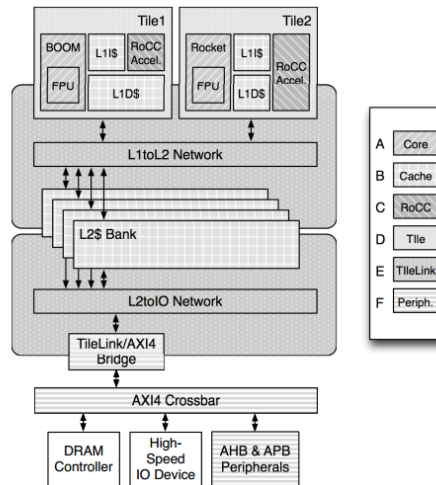 Tile1
BOOM
L1I$
RoCC
Accel.
FPU
L1D$
Tile2
Rocket
L1I$
RoCC
Accel.
FPU
L1D$
L1toL2 Network
L2$ Bank
L2toIO Network
TileLink/AXI4
Bridge
AXI4 Crossbar
DRAM
Controller
High-
Speed
IO Device
AHB & APB
Peripherals
A Core
B Cache
C RoCC
D Tlle
E TlleLink
F Periph.